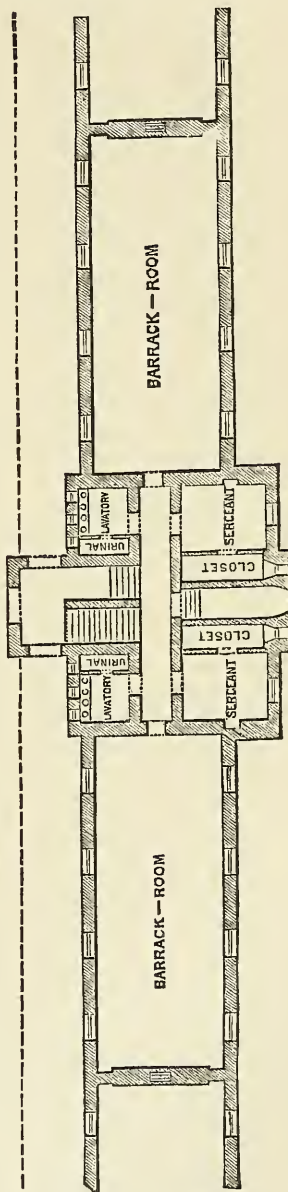 LAVATORY
URINAL
URINAL
LAVATORY
BARRACK—ROOM
BARRACK—ROOM
SERGEANT
CLOSET
CLOSET
SERGEANT